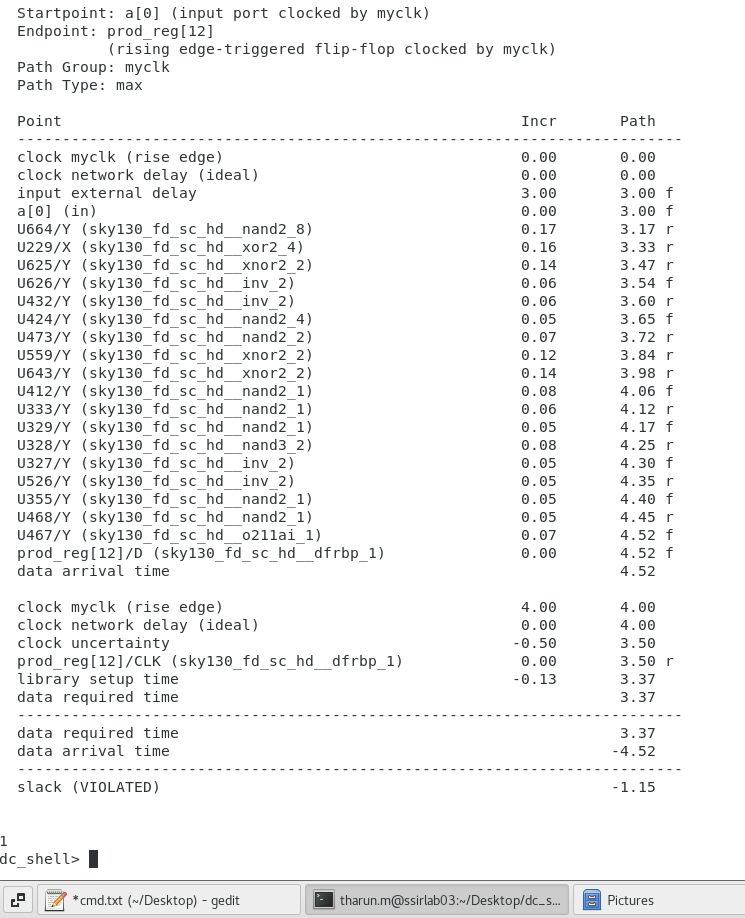 Startpoint: a[0] (input port clocked by myclk)
Endpoint: prod_reg[12]
(rising edge-triggered flip-flop clocked by myclk)
Path Group: myclk
Path Type: max
Point Incr Path
---------------------------------------------------------------------------
clock myclk (rise edge) 0.00 0.00
clock network delay (ideal) 0.00 0.00
input external delay 3.00 3.00 f
a[0] (in) 0.00 3.00 f
U664/Y (sky130_fd_sc_hd__nand2_8) 0.17 3.17 r
U229/X (sky130_fd_sc_hd__xor2_4) 0.16 3.33 r
U625/Y (sky130_fd_sc_hd__xnor2_2) 0.14 3.47 r
U626/Y (sky130_fd_sc_hd__inv_2) 0.06 3.54 f
U432/Y (sky130_fd_sc_hd__inv_2) 0.06 3.60 r
U424/Y (sky130_fd_sc_hd__nand2_4) 0.05 3.65 f
U473/Y (sky130_fd_sc_hd__nand2_2) 0.07 3.72 r
U559/Y (sky130_fd_sc_hd__xnor2_2) 0.12 3.84 r
U643/Y (sky130_fd_sc_hd__xnor2_2) 0.14 3.98 r
U412/Y (sky130_fd_sc_hd__nand2_1) 0.08 4.06 f
U333/Y (sky130_fd_sc_hd__nand2_1) 0.06 4.12 r
U329/Y (sky130_fd_sc_hd__nand2_1) 0.05 4.17 f
U328/Y (sky130_fd_sc_hd__nand3_2) 0.08 4.25 r
U327/Y (sky130_fd_sc_hd__inv_2) 0.05 4.30 f
U526/Y (sky130_fd_sc_hd__inv_2) 0.05 4.35 r
U355/Y (sky130_fd_sc_hd__nand2_1) 0.05 4.40 f
U468/Y (sky130_fd_sc_hd__nand2_1) 0.05 4.45 r
U467/Y (sky130_fd_sc_hd__o211ai_1) 0.07 4.52 f
prod_reg[12]/D (sky130_fd_sc_hd__dfrbp_1) 0.00 4.52 f
data arrival time 4.52
clock myclk (rise edge) 4.00 4.00
clock network delay (ideal) 0.00 4.00
clock uncertainty -0.50 3.50
prod_reg[12]/CLK (sky130_fd_sc_hd__dfrbp_1) 0.00 3.50 r
library setup time -0.13 3.37
data required time 3.37
---------------------------------------------------------------------------
data required time 3.37
data arrival time -4.52
---------------------------------------------------------------------------
slack (VIOLATED) -1.15
1
dc_shell>
*cmd.txt (~/Desktop) - gedit tharun.m@ssirlab03:~/Desktop/dc_s... Pictures